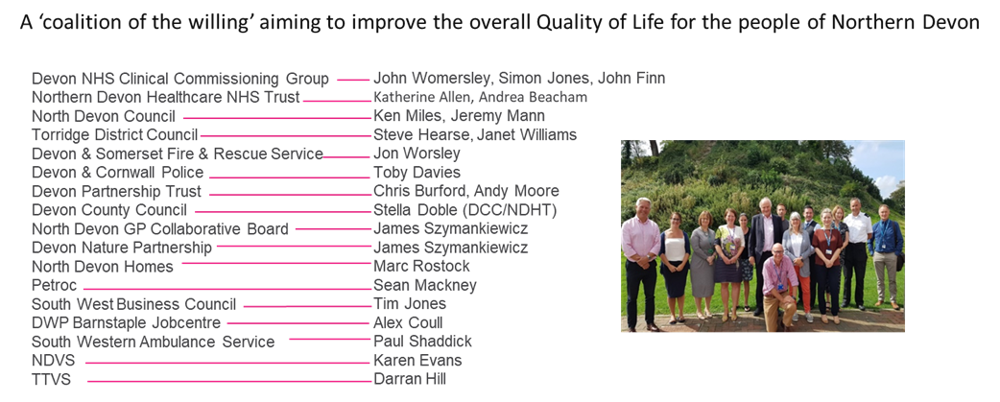 A ‘coalition of the willing’ aiming to improve the overall Quality of Life for the people of Northern Devon
Devon NHS Clinical Commissioning Group John Womersley, Simon Jones, John Finn
Northern Devon Healthcare NHS Trust Katherine Allen, Andrea Beacham
North Devon Council Ken Miles, Jeremy Mann
Torridge District Council Steve Hearse, Janet Williams
Devon & Somerset Fire & Rescue Service Jon Worsley
Devon & Cornwall Police Toby Davies
Devon Partnership Trust Chris Burford, Andy Moore
Devon County Council Stella Doble (DCC/NDHT)
North Devon GP Collaborative Board James Szymankiewicz
Devon Nature Partnership James Szymankiewicz
North Devon Homes Marc Rostock
Petroc Sean Mackney
South West Business Council Tim Jones
DWP Barnstaple Jobcentre Alex Coull
South Western Ambulance Service Paul Shaddick
NDVS Karen Evans
TTVS Darran Hill